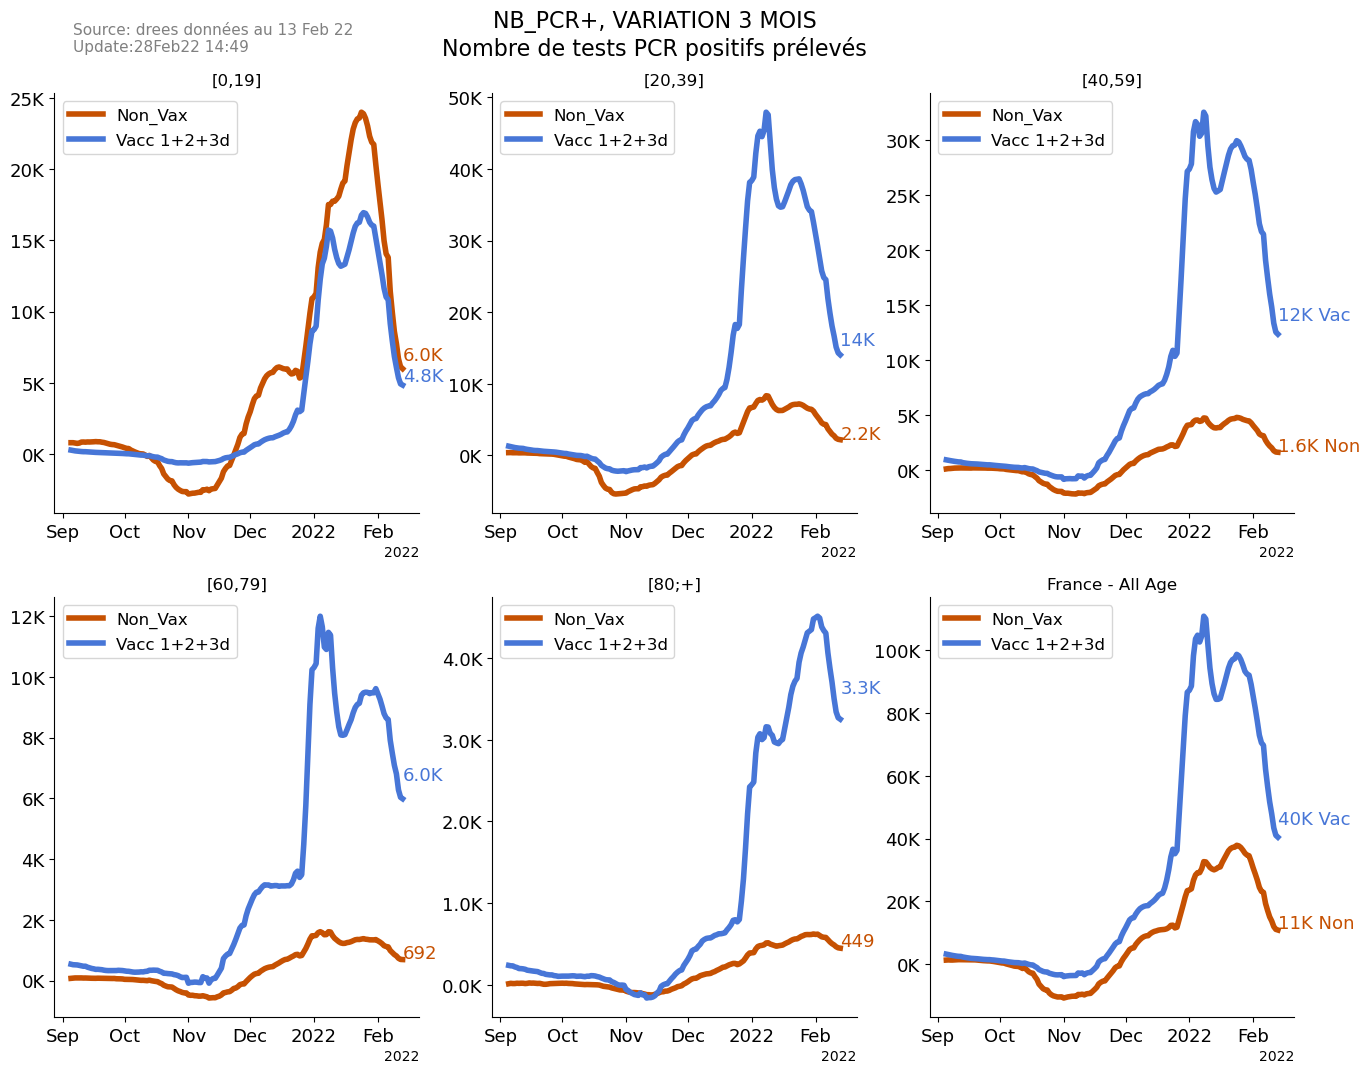 Source: drees données au 13 Feb 22
Update:28Feb22 14:49
NB_PCR+, VARIATION 3 MOIS
Nombre de tests PCR positifs prélevés
[0,19]
Non_Vax
Vacc 1+2+3d
25K
20K
15K
10K
5K
0K
6.0K
4.8K
Sep Oct Nov Dec 2022 Feb
2022
[20,39]
Non_Vax
Vacc 1+2+3d
50K
40K
30K
20K
10K
0K
14K
2.2K
Sep Oct Nov Dec 2022 Feb
2022
[40,59]
Non_Vax
Vacc 1+2+3d
30K
25K
20K
15K
10K
5K
0K
12K Vac
1.6K Non
Sep Oct Nov Dec 2022 Feb
2022
[60,79]
Non_Vax
Vacc 1+2+3d
12K
10K
8K
6K
4K
2K
0K
6.0K
692
Sep Oct Nov Dec 2022 Feb
2022
[80;+]
Non_Vax
Vacc 1+2+3d
4.0K
3.0K
2.0K
1.0K
0.0K
3.3K
449
Sep Oct Nov Dec 2022 Feb
2022
France - All Age
Non_Vax
Vacc 1+2+3d
100K
80K
60K
40K
20K
0K
40K Vac
11K Non
Sep Oct Nov Dec 2022 Feb
2022